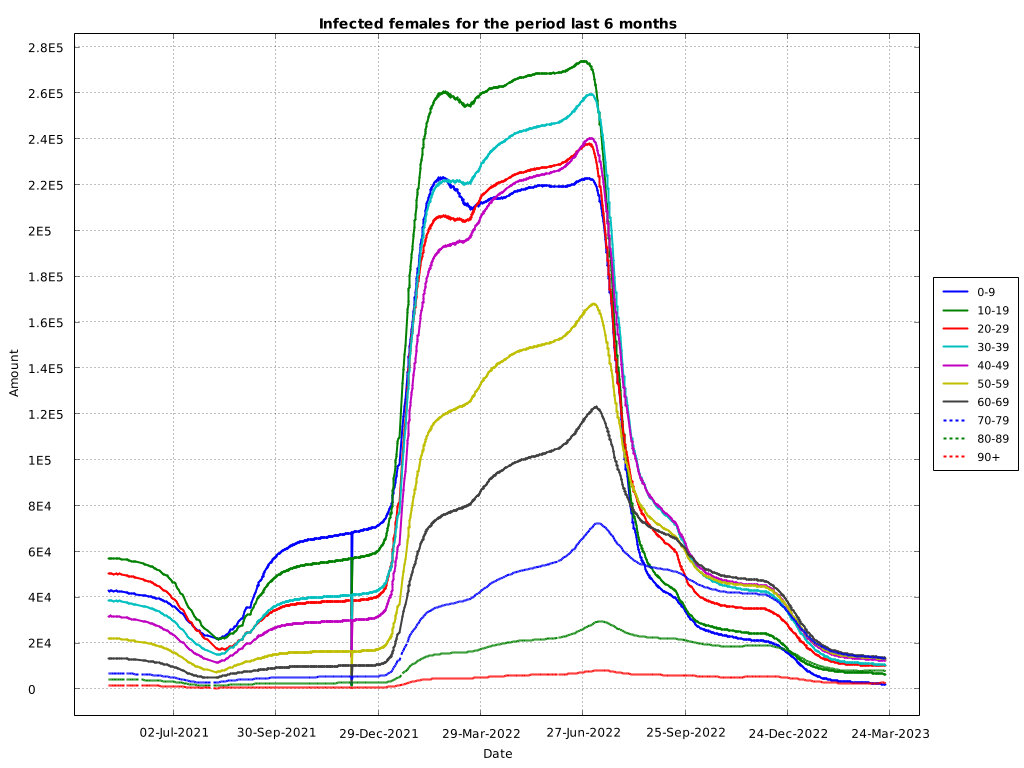 Infected females for the period last 6 months
2.8E5
2.6E5
2.4E5
2.2E5
2E5
1.8E5
1.6E5
1.4E5
1.2E5
1E5
8E4
6E4
4E4
2E4
0
Amount
02-Jul-2021 30-Sep-2021 29-Dec-2021 29-Mar-2022 27-Jun-2022 25-Sep-2022 24-Dec-2022 24-Mar-2023
Date
0-9
10-19
20-29
30-39
40-49
50-59
60-69
70-79
80-89
90+